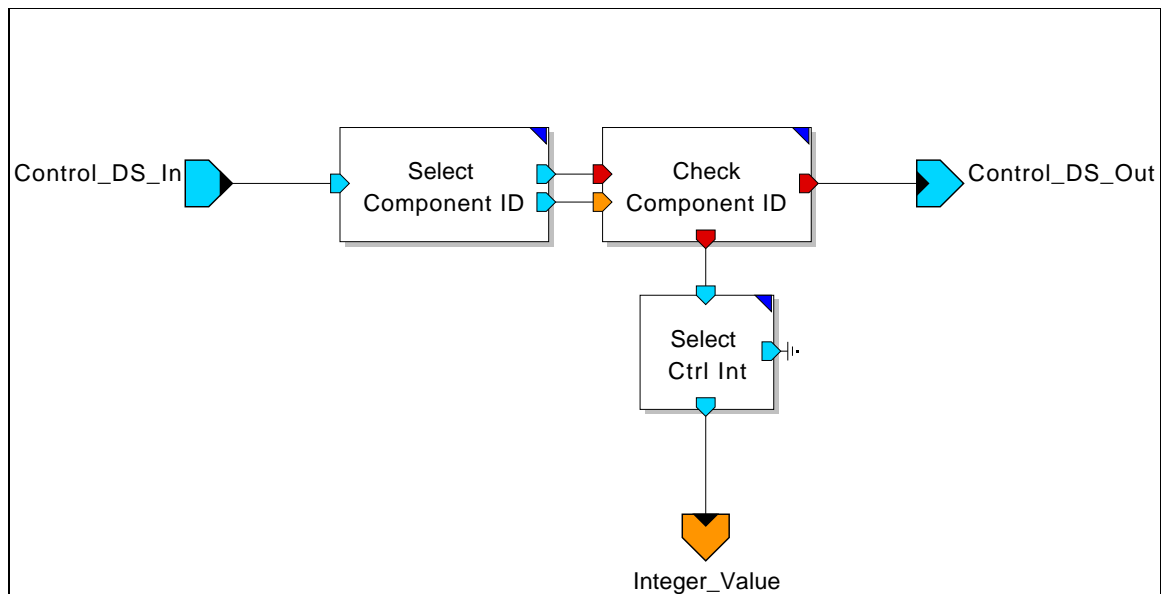 Control_DS_In
Select
Component ID
Check
Component ID
Control_DS_Out
Select
Ctrl Int
Integer_Value